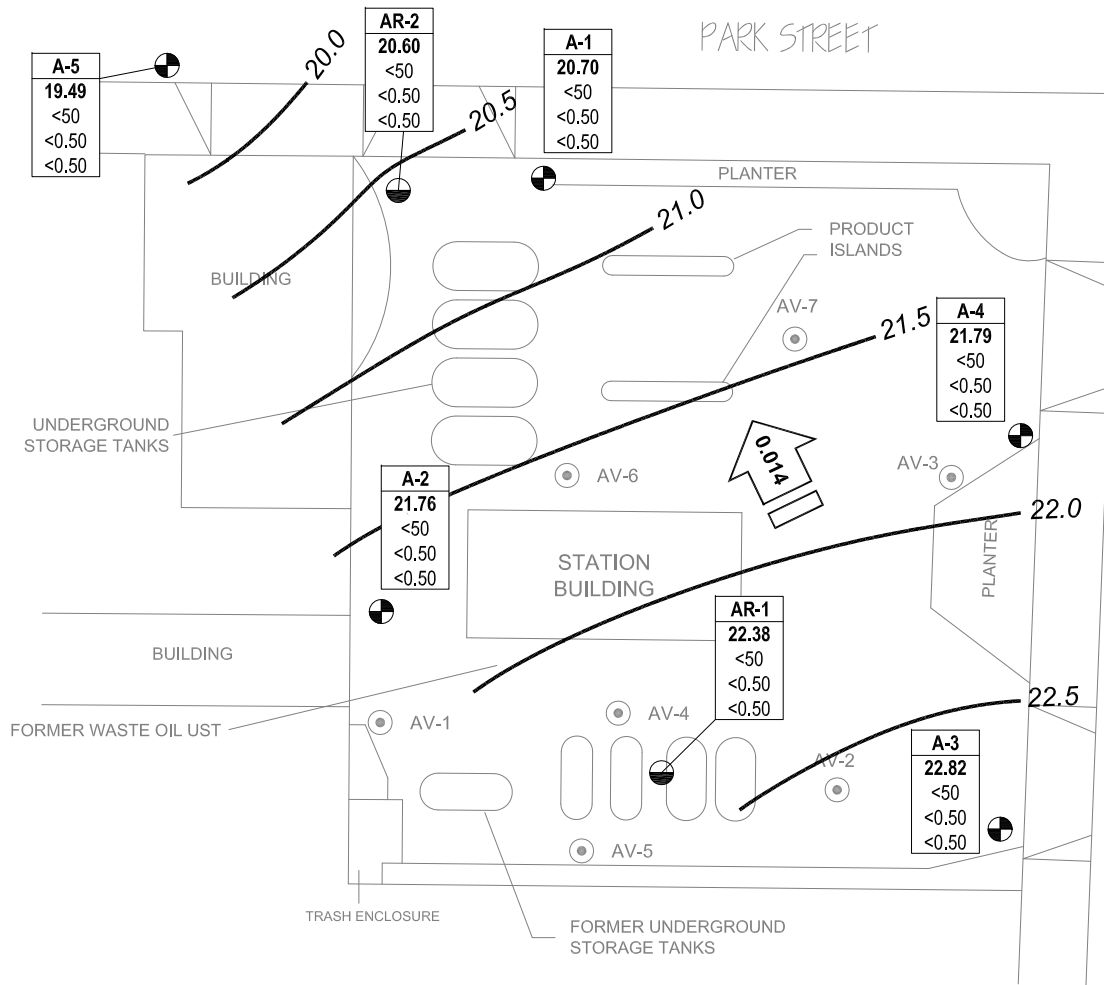 PARK STREET
A-5
19.49
<50
<0.50
<0.50
20.0
AR-2
20.60
<50
<0.50
<0.50
20.5
A-1
20.70
<50
<0.50
<0.50
PLANTER
21.0
PRODUCT
ISLANDS
BUILDING
AV-7
21.5
A-4
21.79
<50
<0.50
<0.50
UNDERGROUND
STORAGE TANKS
A-2
21.76
<50
<0.50
<0.50
AV-6
0.014
AV-3
22.0
PLANTER
STATION
BUILDING
AR-1
22.38
<50
<0.50
<0.50
BUILDING
FORMER WASTE OIL UST
AV-1
AV-4
22.5
AV-2
A-3
22.82
<50
<0.50
<0.50
AV-5
TRASH ENCLOSURE
FORMER UNDERGROUND
STORAGE TANKS